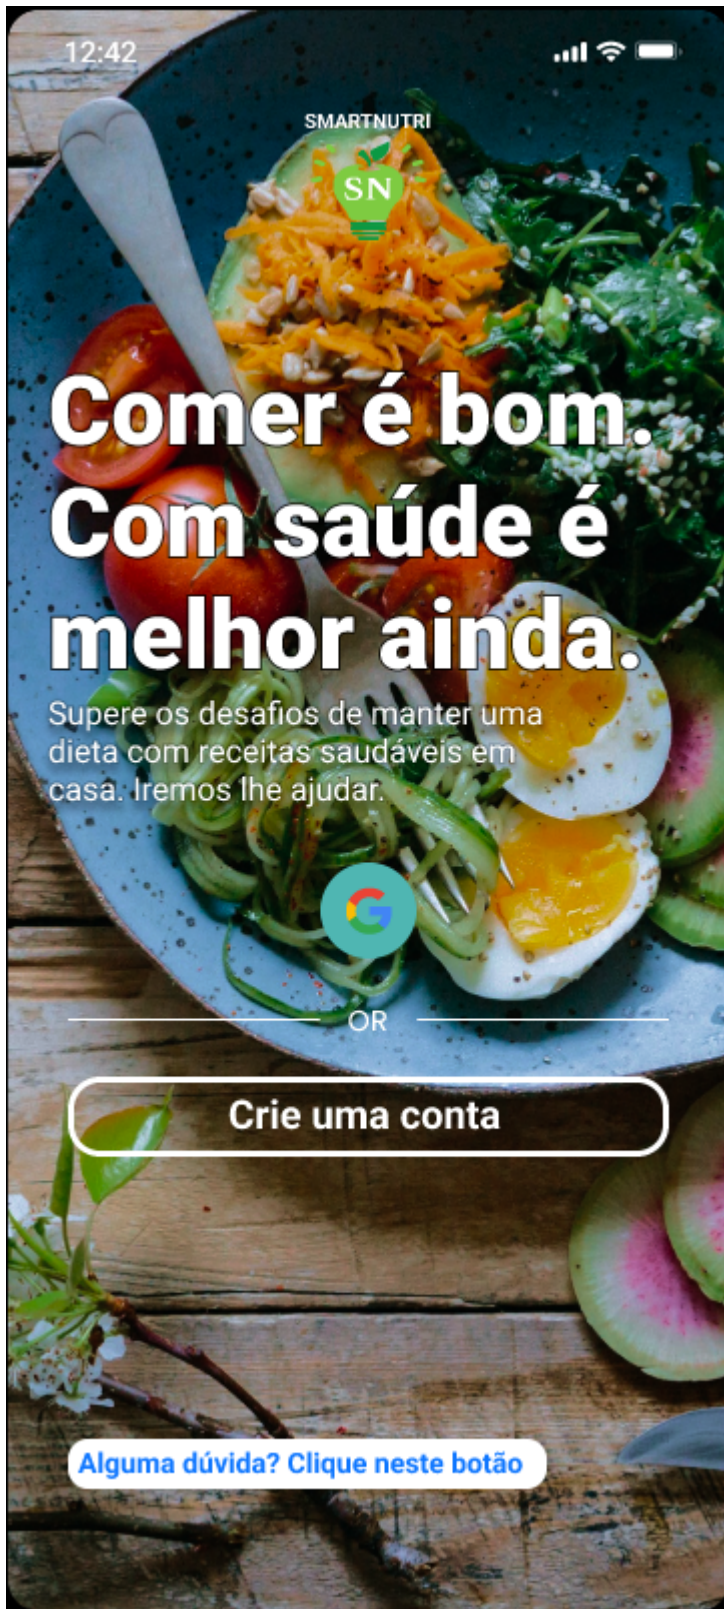 12:42
SMARTNUTRI
SN
Comer é bom.
Com saúde é
melhor ainda.
Supere os desafios de manter uma
dieta com receitas saudáveis em
casa. Iremos lhe ajudar.
G
OR
Crie uma conta
Alguma dúvida? Clique neste botão